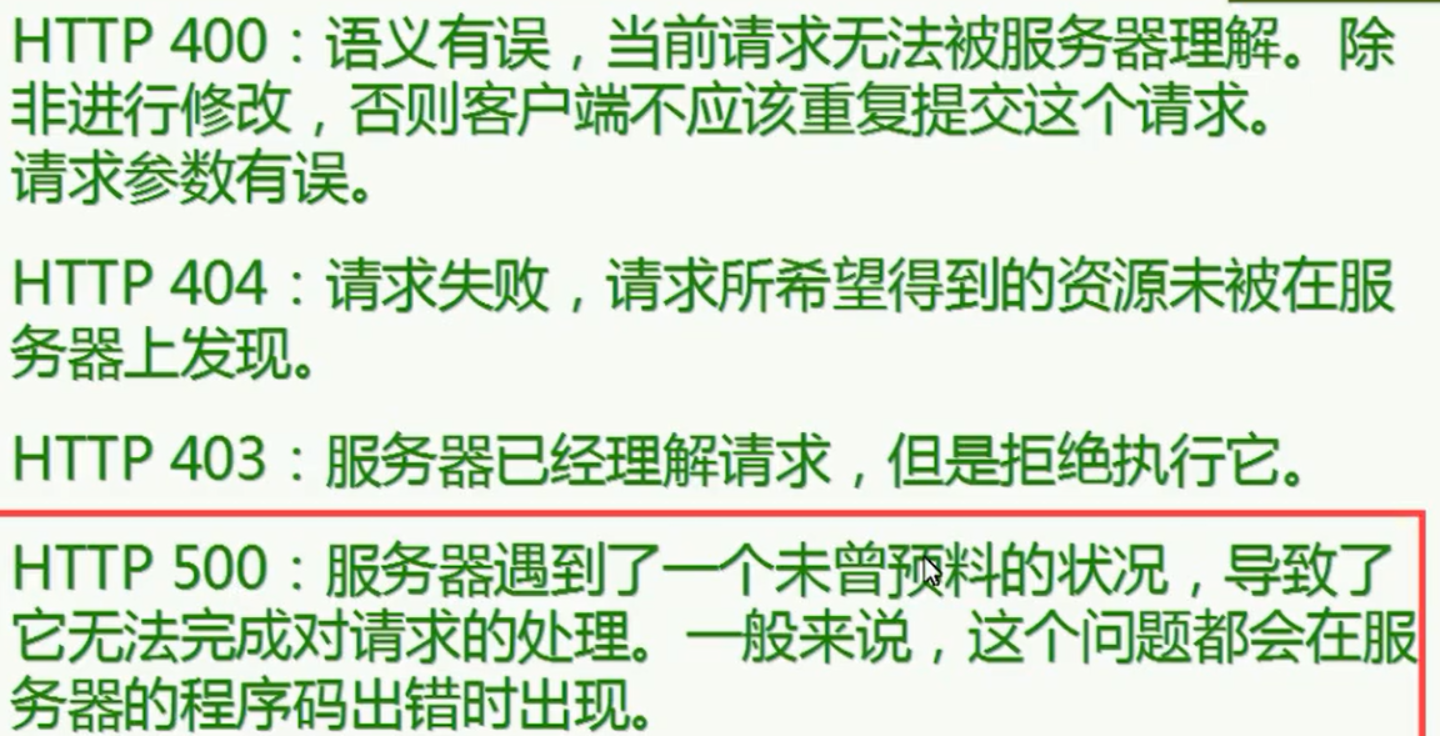 HTTP 400：语义有误，当前请求无法被服务器理解。除
非进行修改，否则客户端不应该重复提交这个请求。
请求参数有误。
HTTP 404：请求失败，请求所希望得到的资源未被在服
务器上发现。
HTTP 403：服务器已经理解请求，但是拒绝执行它。
HTTP 500：服务器遇到了一个未曾预料的状况，导致了
它无法完成对请求的处理。一般来说，这个问题都会在服
务器的程序码出错时出现。